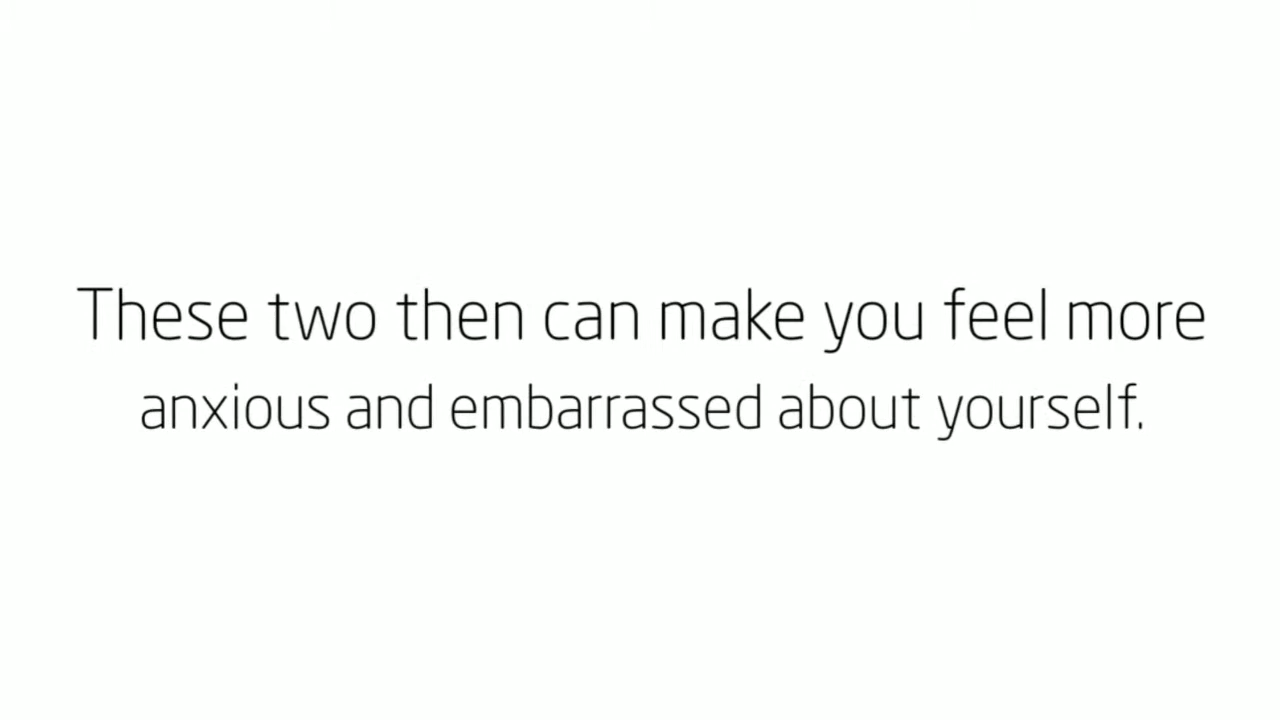 These two then can make you feel more
anxious and embarrassed about yourself.